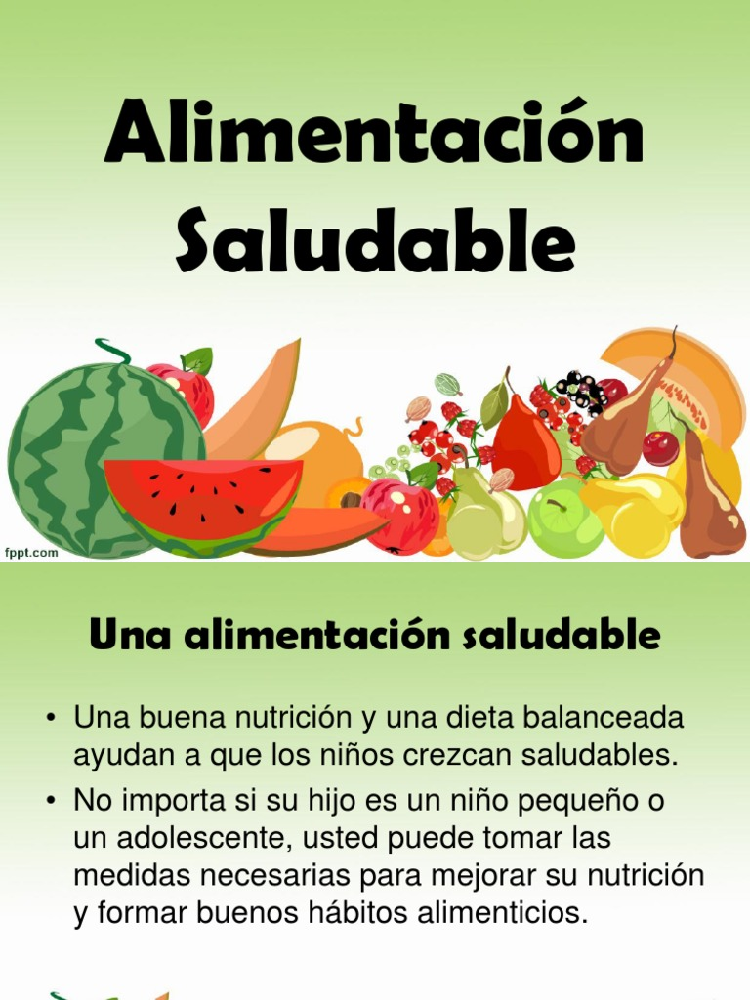 Alimentación
Saludable
fppt.com
Una alimentación saludable
• Una buena nutrición y una dieta balanceada
ayudan a que los niños crezcan saludables.
• No importa si su hijo es un niño pequeño o
un adolescente, usted puede tomar las
medidas necesarias para mejorar su nutrición
y formar buenos hábitos alimenticios.